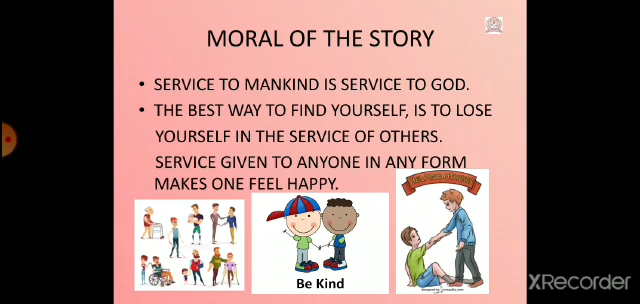 MORAL OF THE STORY
• SERVICE TO MANKIND IS SERVICE TO GOD.
• THE BEST WAY TO FIND YOURSELF, IS TO LOSE
YOURSELF IN THE SERVICE OF OTHERS.
SERVICE GIVEN TO ANYONE IN ANY FORM
MAKES ONE FEEL HAPPY.
HELPING OTHERS
Be Kind
XRecorder